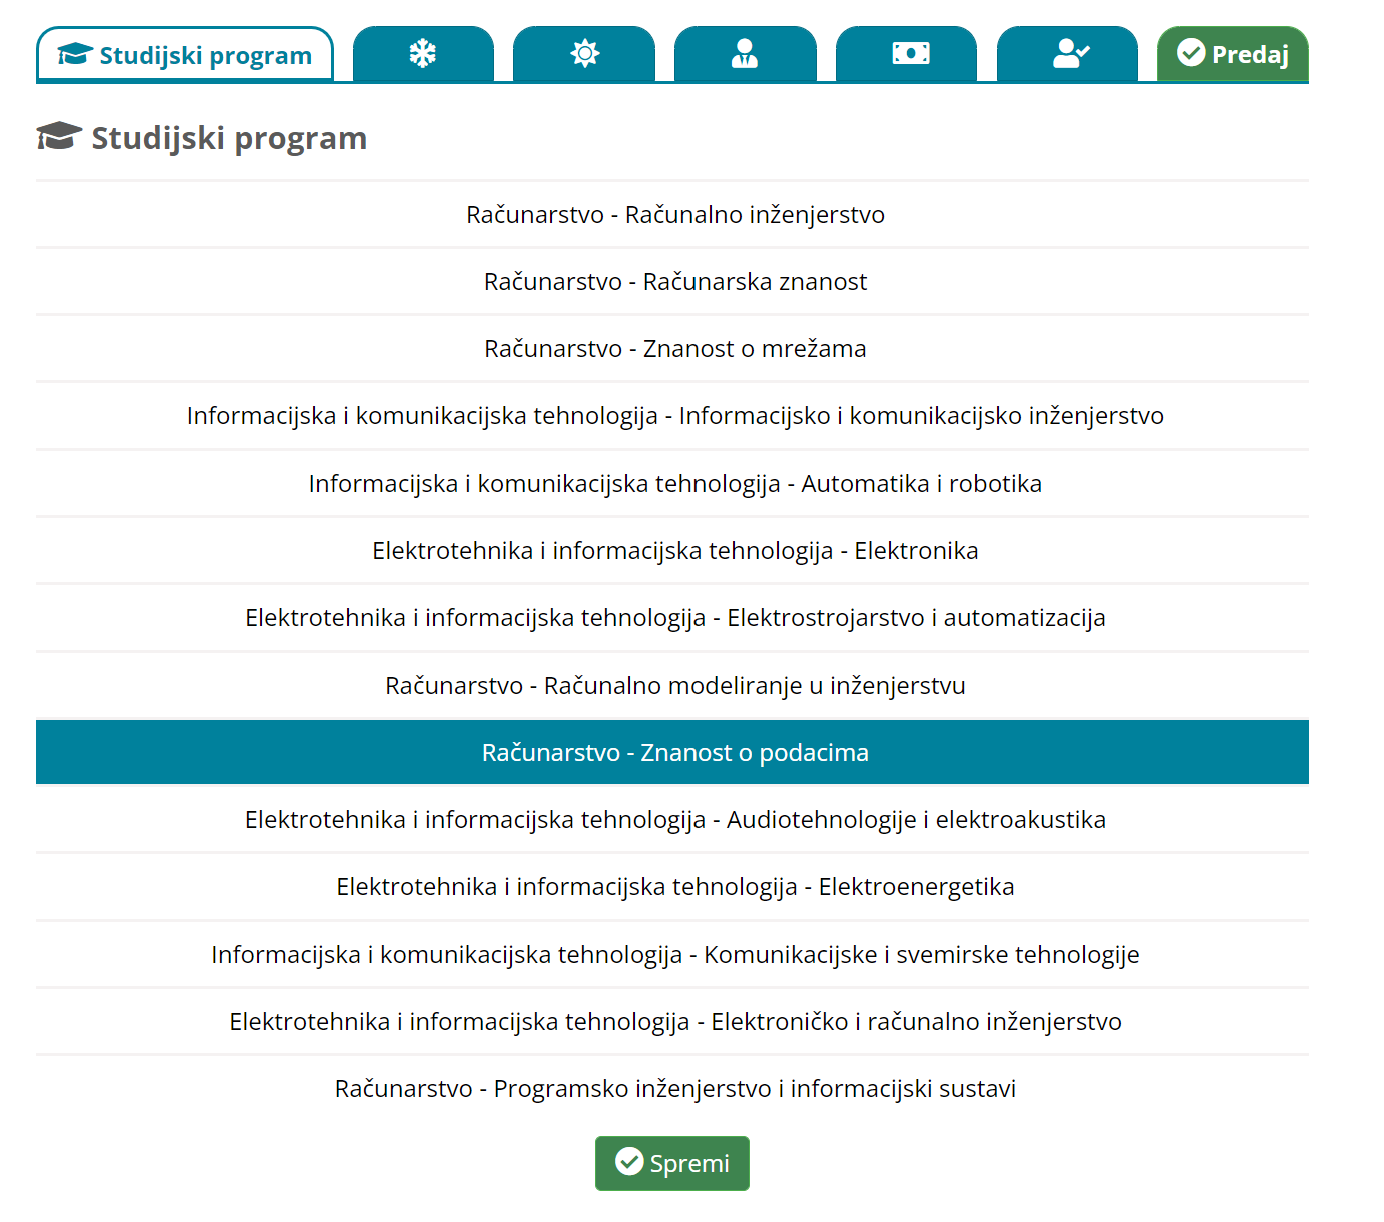 Studijski program
Predaj
Studijski program
Računarstvo - Računalno inženjerstvo
Računarstvo - Računarska znanost
Računarstvo - Znanost o mrežama
Informacijska i komunikacijska tehnologija - Informacijsko i komunikacijsko inženjerstvo
Informacijska i komunikacijska tehnologija - Automatika i robotika
Elektrotehnika i informacijska tehnologija - Elektronika
Elektrotehnika i informacijska tehnologija - Elektrostrojarstvo i automatizacija
Računarstvo - Računalno modeliranje u inženjerstvu
Računarstvo - Znanost o podacima
Elektrotehnika i informacijska tehnologija - Audiotehnologije i elektroakustika
Elektrotehnika i informacijska tehnologija - Elektroenergetika
Informacijska i komunikacijska tehnologija - Komunikacijske i svemirske tehnologije
Elektrotehnika i informacijska tehnologija - Elektroničko i računalno inženjerstvo
Računarstvo - Programsko inženjerstvo i informacijski sustavi
Spremi